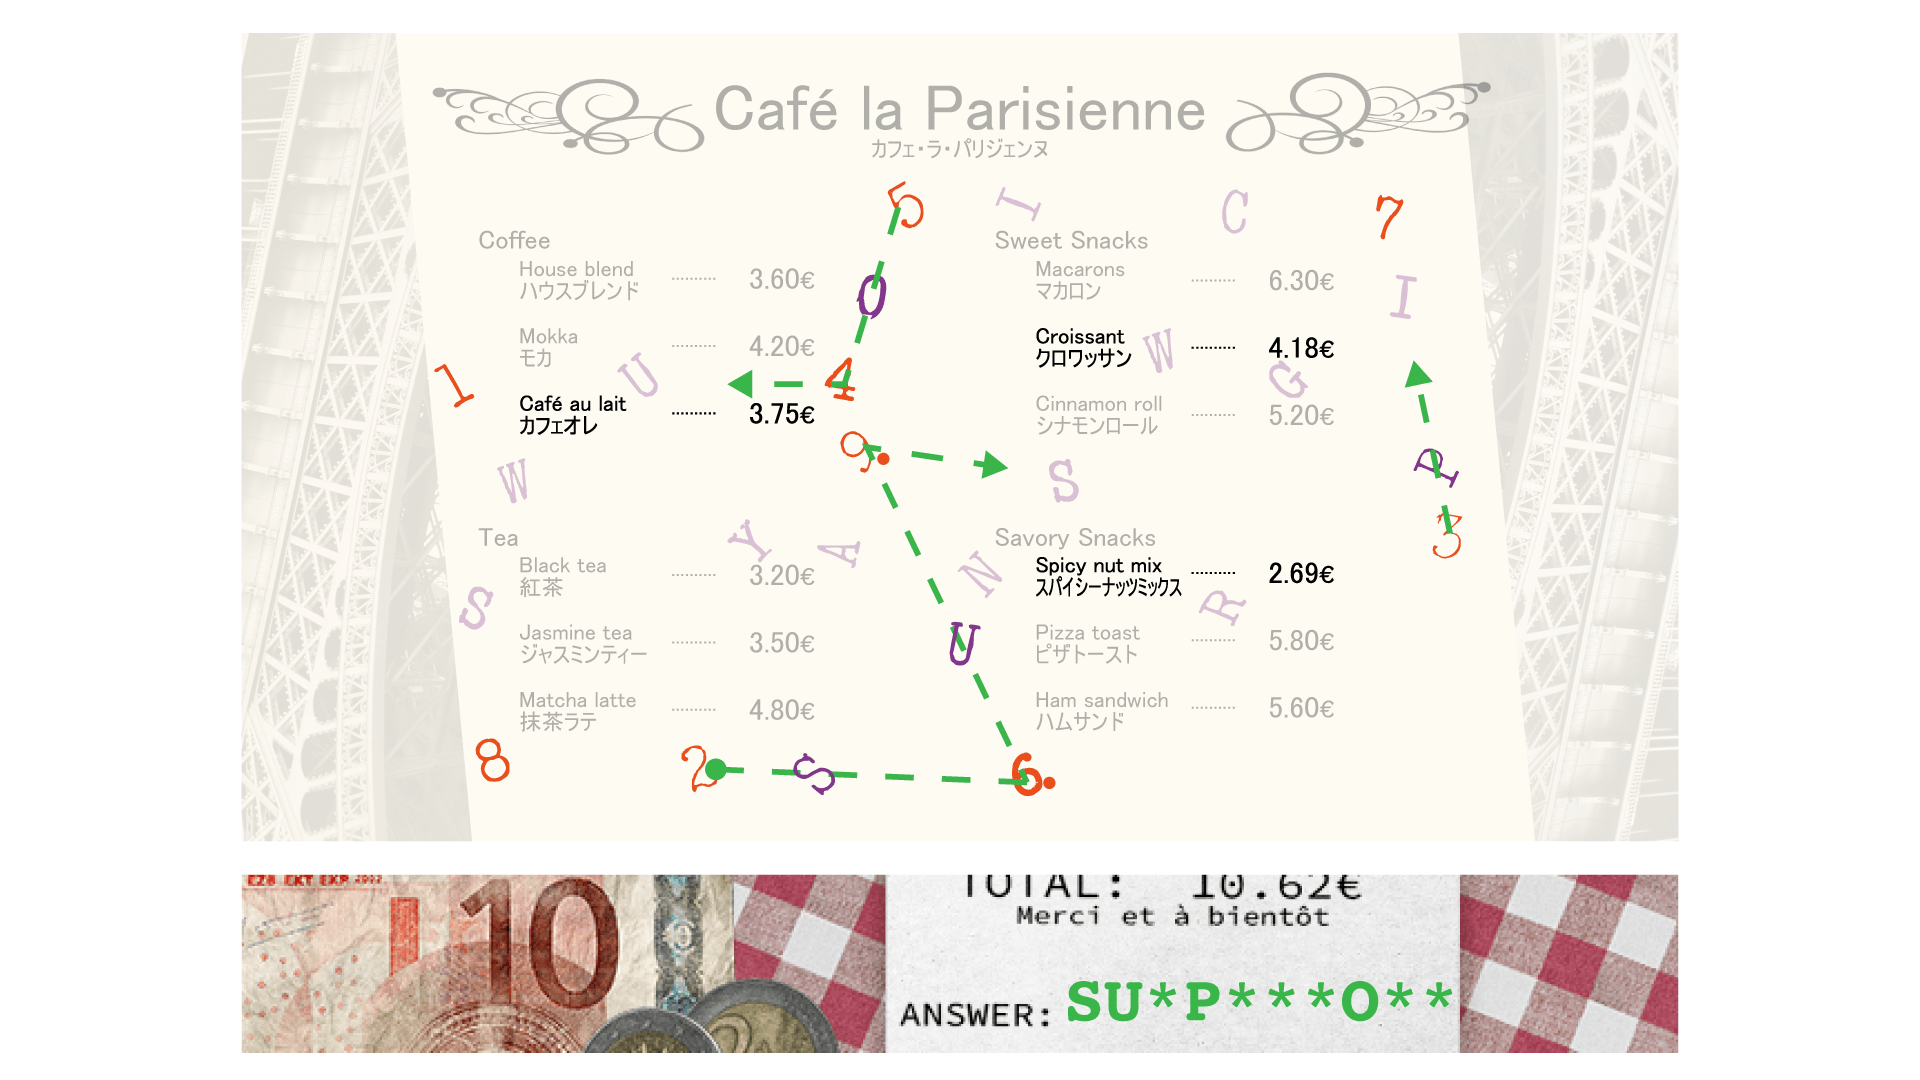 Café la Parisienne
カフェ・ラ・パリジェンヌ
5
I
C
7
Coffee
House blend ·········· 3.60€
ハウスブレンド
O
Mokka ·········· 4.20€
モカ
1
U
4
Café au lait ·········· 3.75€
カフェオレ
9.
W
Sweet Snacks
Macarons ·········· 6.30€
マカロン
I
Croissant ·········· 4.18€
クロワッサン
W
G
Cinnamon roll ·········· 5.20€
シナモンロール
S
P
3
Tea
Y
A
Black tea ·········· 3.20€
紅茶
S
Jasmine tea ·········· 3.50€
ジャスミンティー
Matcha latte ·········· 4.80€
抹茶ラテ
N
Savory Snacks
Spicy nut mix ·········· 2.69€
スパイシーナッツミックス
R
U
Pizza toast ·········· 5.80€
ピザトースト
Ham sandwich ·········· 5.60€
ハムサンド
8
2
S
6.
EZB EKT EKP 2002
10
TOTAL: 10.62€
Merci et à bientôt
ANSWER: SU*P***O**